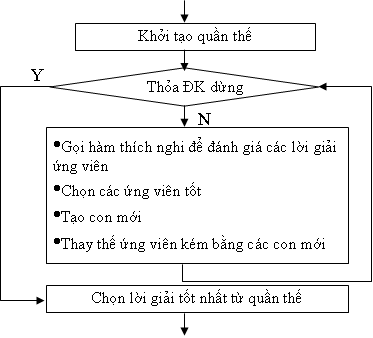 Khởi tạo quần thế
Y
Thỏa ĐK dừng
N
•Gọi hàm thích nghi để đánh giá các lời giải
ứng viên
•Chọn các ứng viên tốt
•Tạo con mới
•Thay thế ứng viên kém bằng các con mới
Chọn lời giải tốt nhất từ quần thế